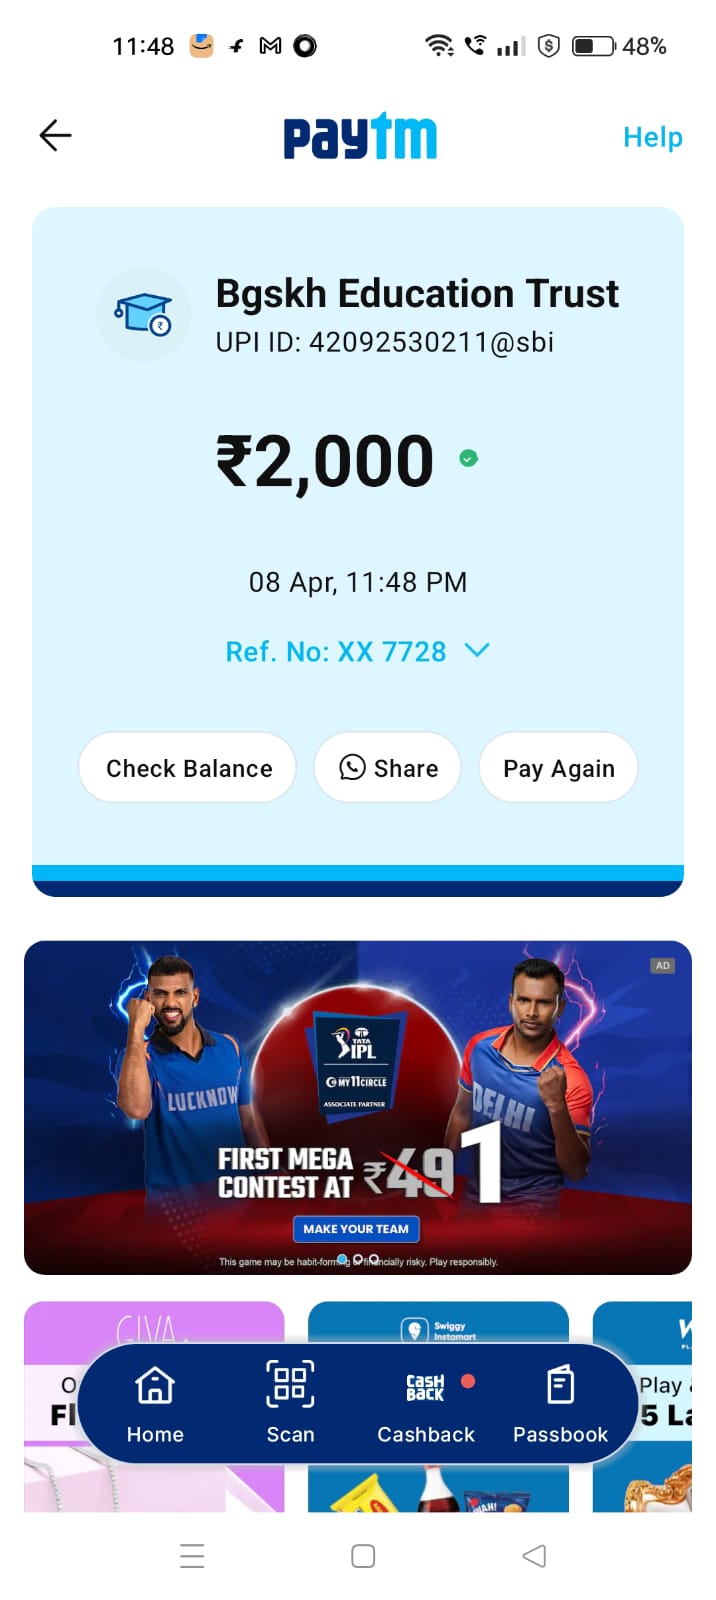 11:48
48%
paytm
Help
Bgskh Education Trust
UPI ID: 42092530211@sbi
₹2,000
08 Apr, 11:48 PM
Ref. No: XX 7728
Check Balance
Share
Pay Again
AD
TATA
IPL
MY11CIRCLE
ASSOCIATE PARTNER
LUCKNOW
DELHI
FIRST MEGA
CONTEST AT ₹49 1
MAKE YOUR TEAM
This game may be habit-forming or financially risky. Play responsibly.
GIVA
Swiggy
Instamart
Play
5
Home
Scan
CASH
BACK
Cashback
Passbook